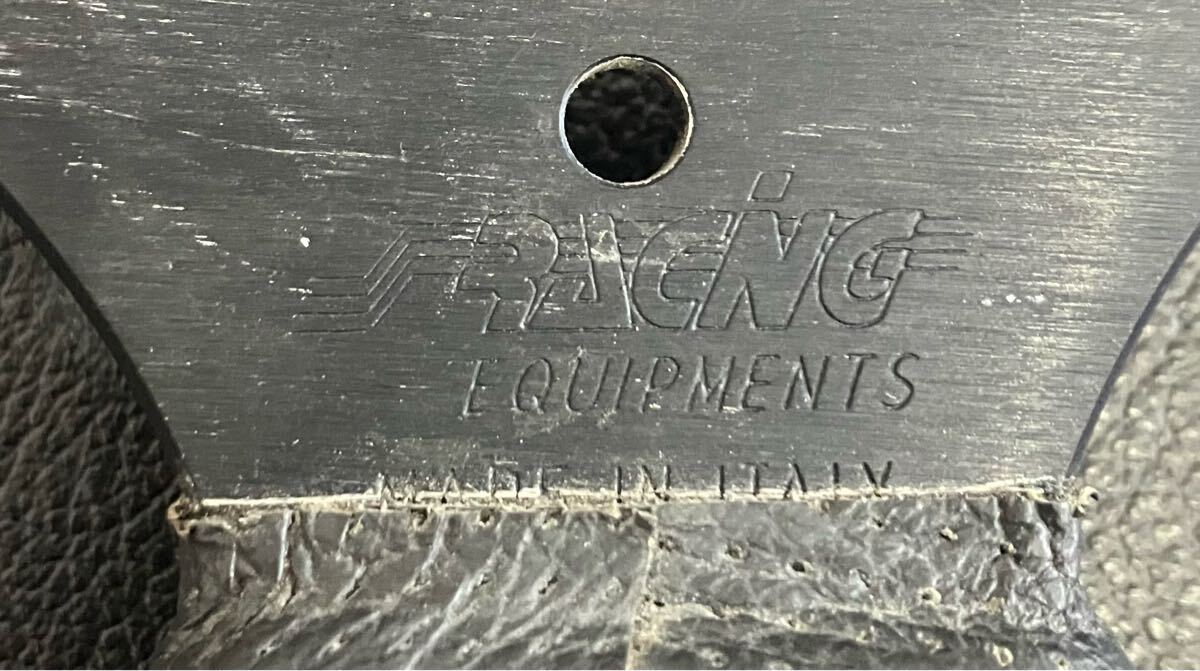 RACiNG
EQUIPMENTS
MADE IN ITALY